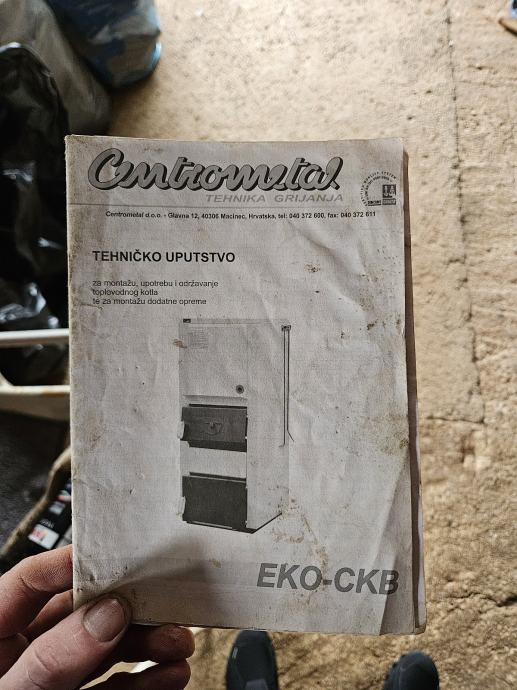 Centrometal
TEHNIKA GRIJANJA
Centrometal d.o.o. - Glavna 12, 40306 Macinec, Hrvatska, tel: 040 372 600, fax: 040 372 611
TEHNIČKO UPUTSTVO
za montažu, upotrebu i održavanje
toplovodnog kotla
te za montažu dodatne opreme
EKO-CKB